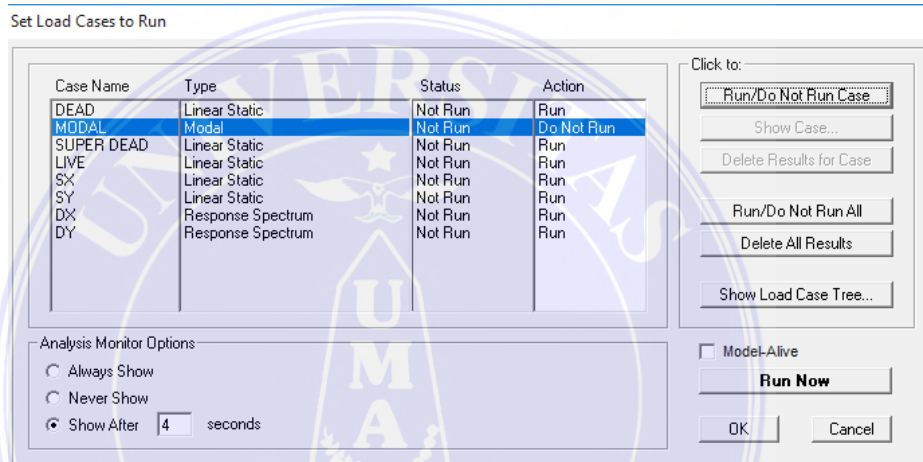 Set Load Cases to Run
Click to:
Case Name Type Status Action
DEAD Linear Static Not Run Run
MODAL Modal Not Run Do Not Run
SUPER DEAD Linear Static Not Run Run
LIVE Linear Static Not Run Run
SX Linear Static Not Run Run
SY Linear Static Not Run Run
DX Response Spectrum Not Run Run
DY Response Spectrum Not Run Run
Run/Do Not Run Case
Show Case...
Delete Results for Case
Run/Do Not Run All
Delete All Results
Show Load Case Tree...
Analysis Monitor Options
Always Show
Never Show
Show After 4 seconds
Model-Alive
Run Now
OK Cancel
UNIVERSITAS
UMA